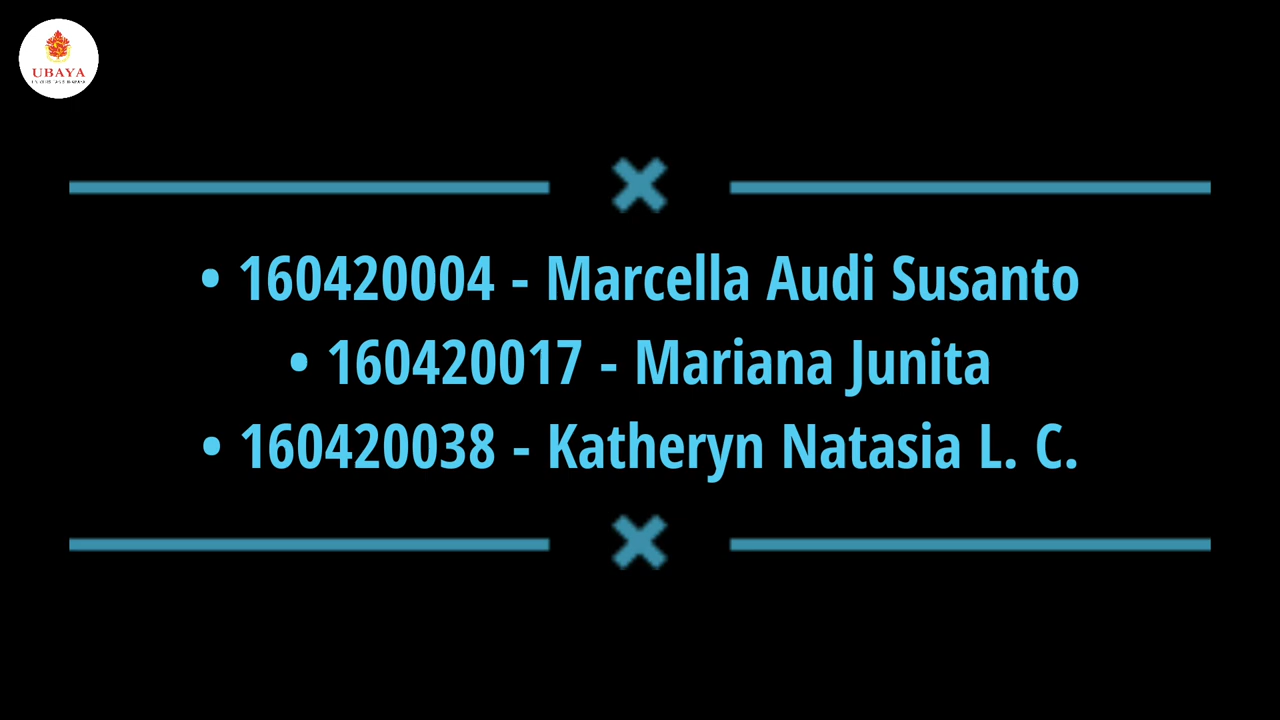 UBAYA
• 160420004 - Marcella Audi Susanto
• 160420017 - Mariana Junita
• 160420038 - Katheryn Natasia L. C.